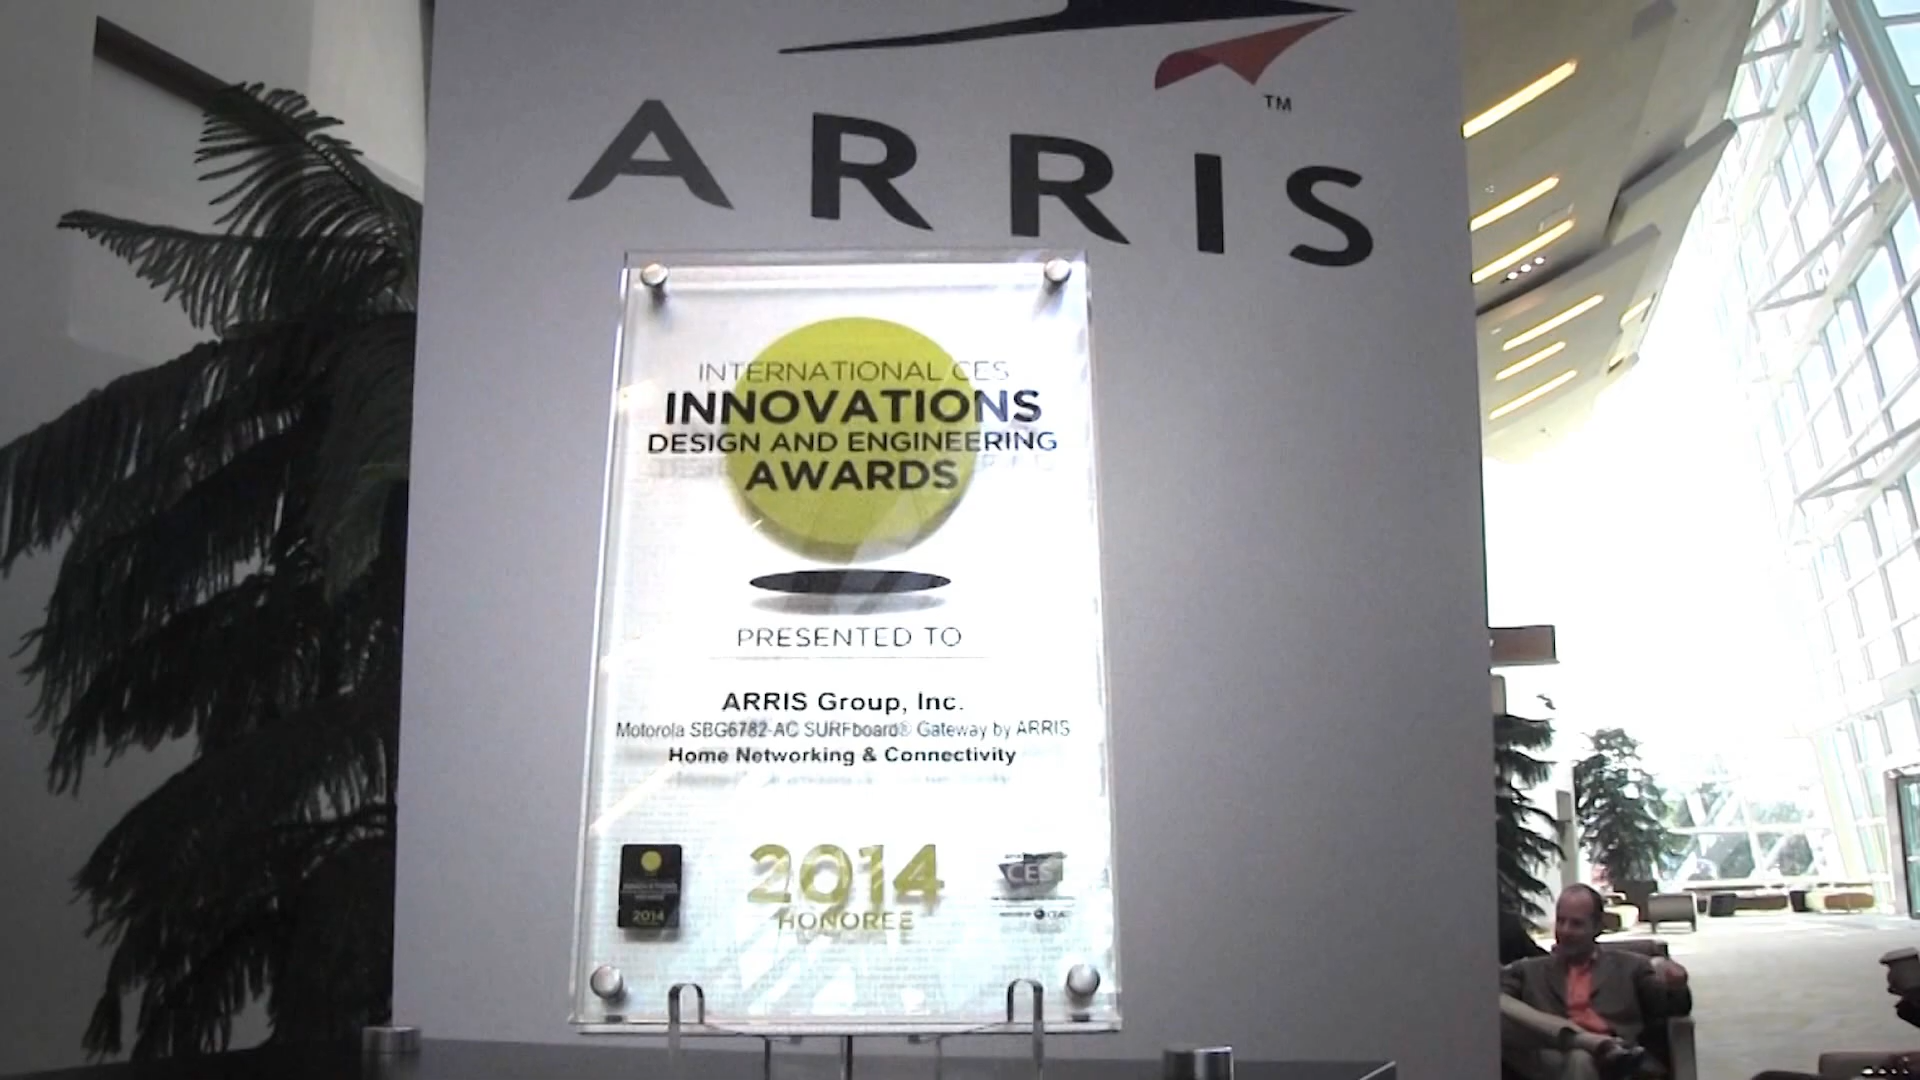 ARRIS
TM
INTERNATIONAL CES
INNOVATIONS
DESIGN AND ENGINEERING
AWARDS
PRESENTED TO
ARRIS Group, Inc.
Motorola SBG6782-AC SURFboard® Gateway by ARRIS
Home Networking & Connectivity
INNOVATIONS
2014
2014
HONOREE
CES